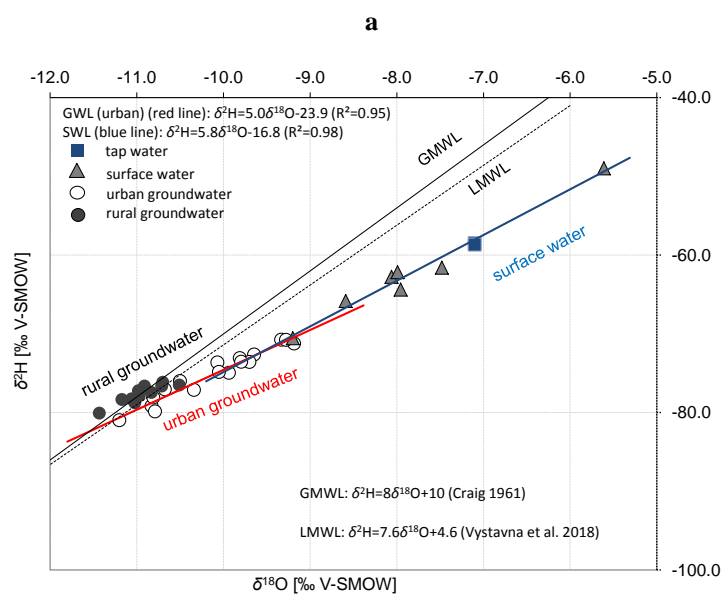 a
-12.0 -11.0 -10.0 -9.0 -8.0 -7.0 -6.0 -5.0
-40.0
GWL (urban) (red line): δ²H=5.0δ¹⁸O-23.9 (R²=0.95)
SWL (blue line): δ²H=5.8δ¹⁸O-16.8 (R²=0.98)
tap water
surface water
urban groundwater
rural groundwater
GMWL
LMWL
-60.0
surface water
δ²H [‰ V-SMOW]
rural groundwater
urban groundwater
-80.0
GMWL: δ²H=8δ¹⁸O+10 (Craig 1961)
LMWL: δ²H=7.6δ¹⁸O+4.6 (Vystavna et al. 2018)
-100.0
δ¹⁸O [‰ V-SMOW]